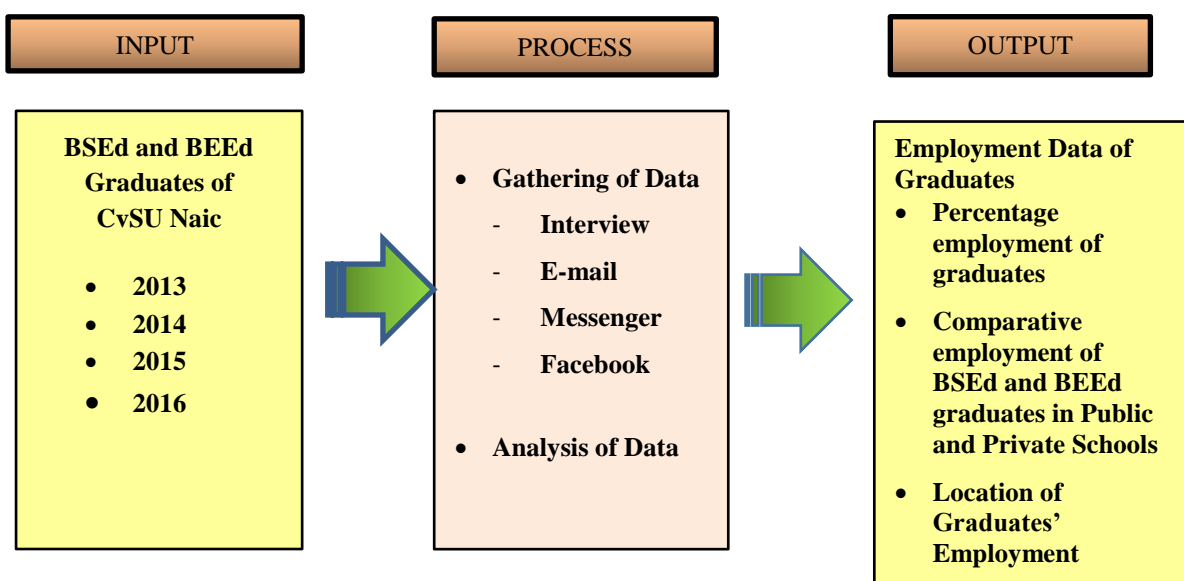 INPUT
BSEd and BEEd
Graduates of
CvSU Naic
• 2013
• 2014
• 2015
• 2016
PROCESS
• Gathering of Data
- Interview
- E-mail
- Messenger
- Facebook
• Analysis of Data
OUTPUT
Employment Data of
Graduates
• Percentage
employment of
graduates
• Comparative
employment of
BSEd and BEEd
graduates in Public
and Private Schools
• Location of
Graduates’
Employment